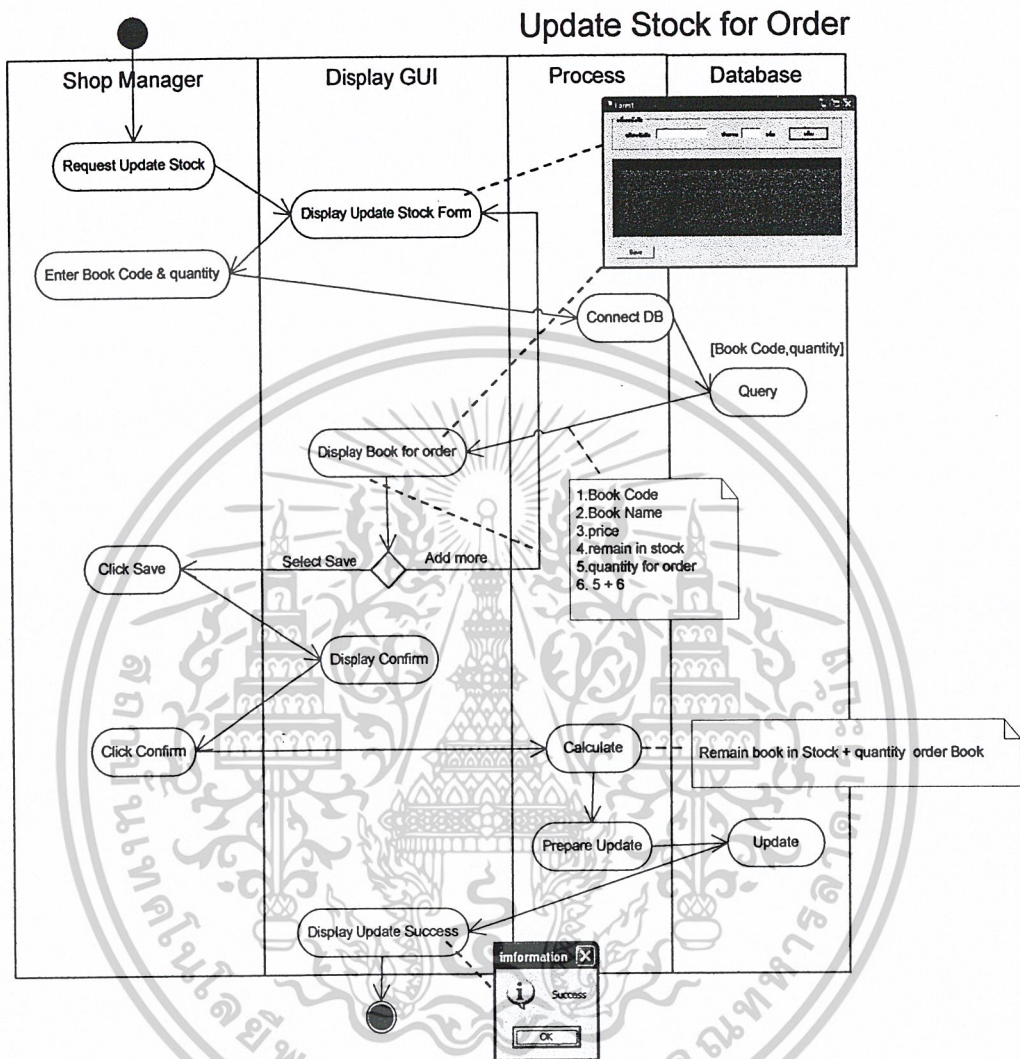 Update Stock for Order
Shop Manager
Display GUI
Process
Database
Form1
Request Update Stock
Display Update Stock Form
Save
Enter Book Code & quantity
Connect DB
[Book Code,quantity]
Query
Display Book for order
1.Book Code
2.Book Name
3.price
4.remain in stock
5.quantity for order
6. 5 + 6
Click Save
Select Save
Add more
Display Confirm
Click Confirm
Calculate
Remain book in Stock + quantity order Book
Prepare Update
Update
Display Update Success
imformation
Success
OK